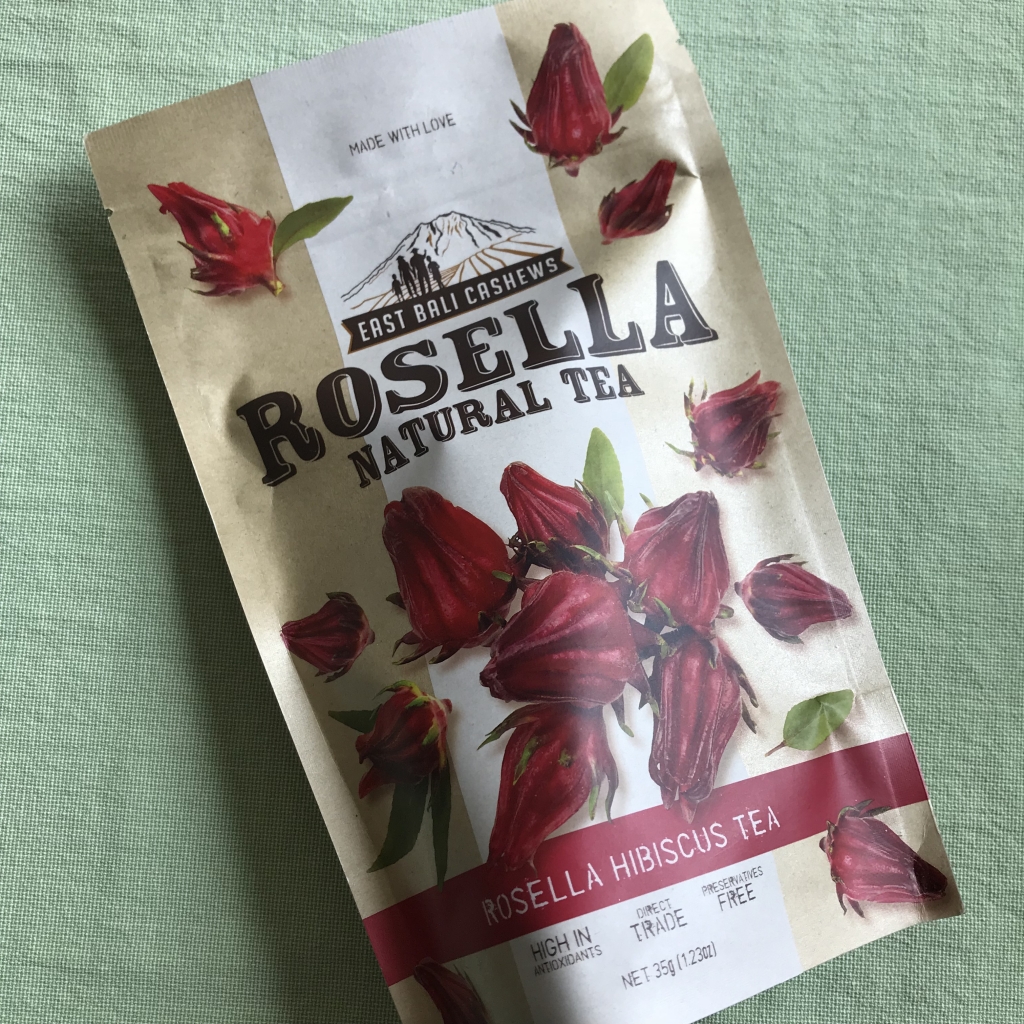 MADE WITH LOVE
EAST BALI CASHEWS
ROSELLA
NATURAL TEA
ROSELLA HIBISCUS TEA
HIGH IN
ANTIOXIDANTS
DIRECT
TRADE
PRESERVATIVES
FREE
NET 35g (1.23oz)